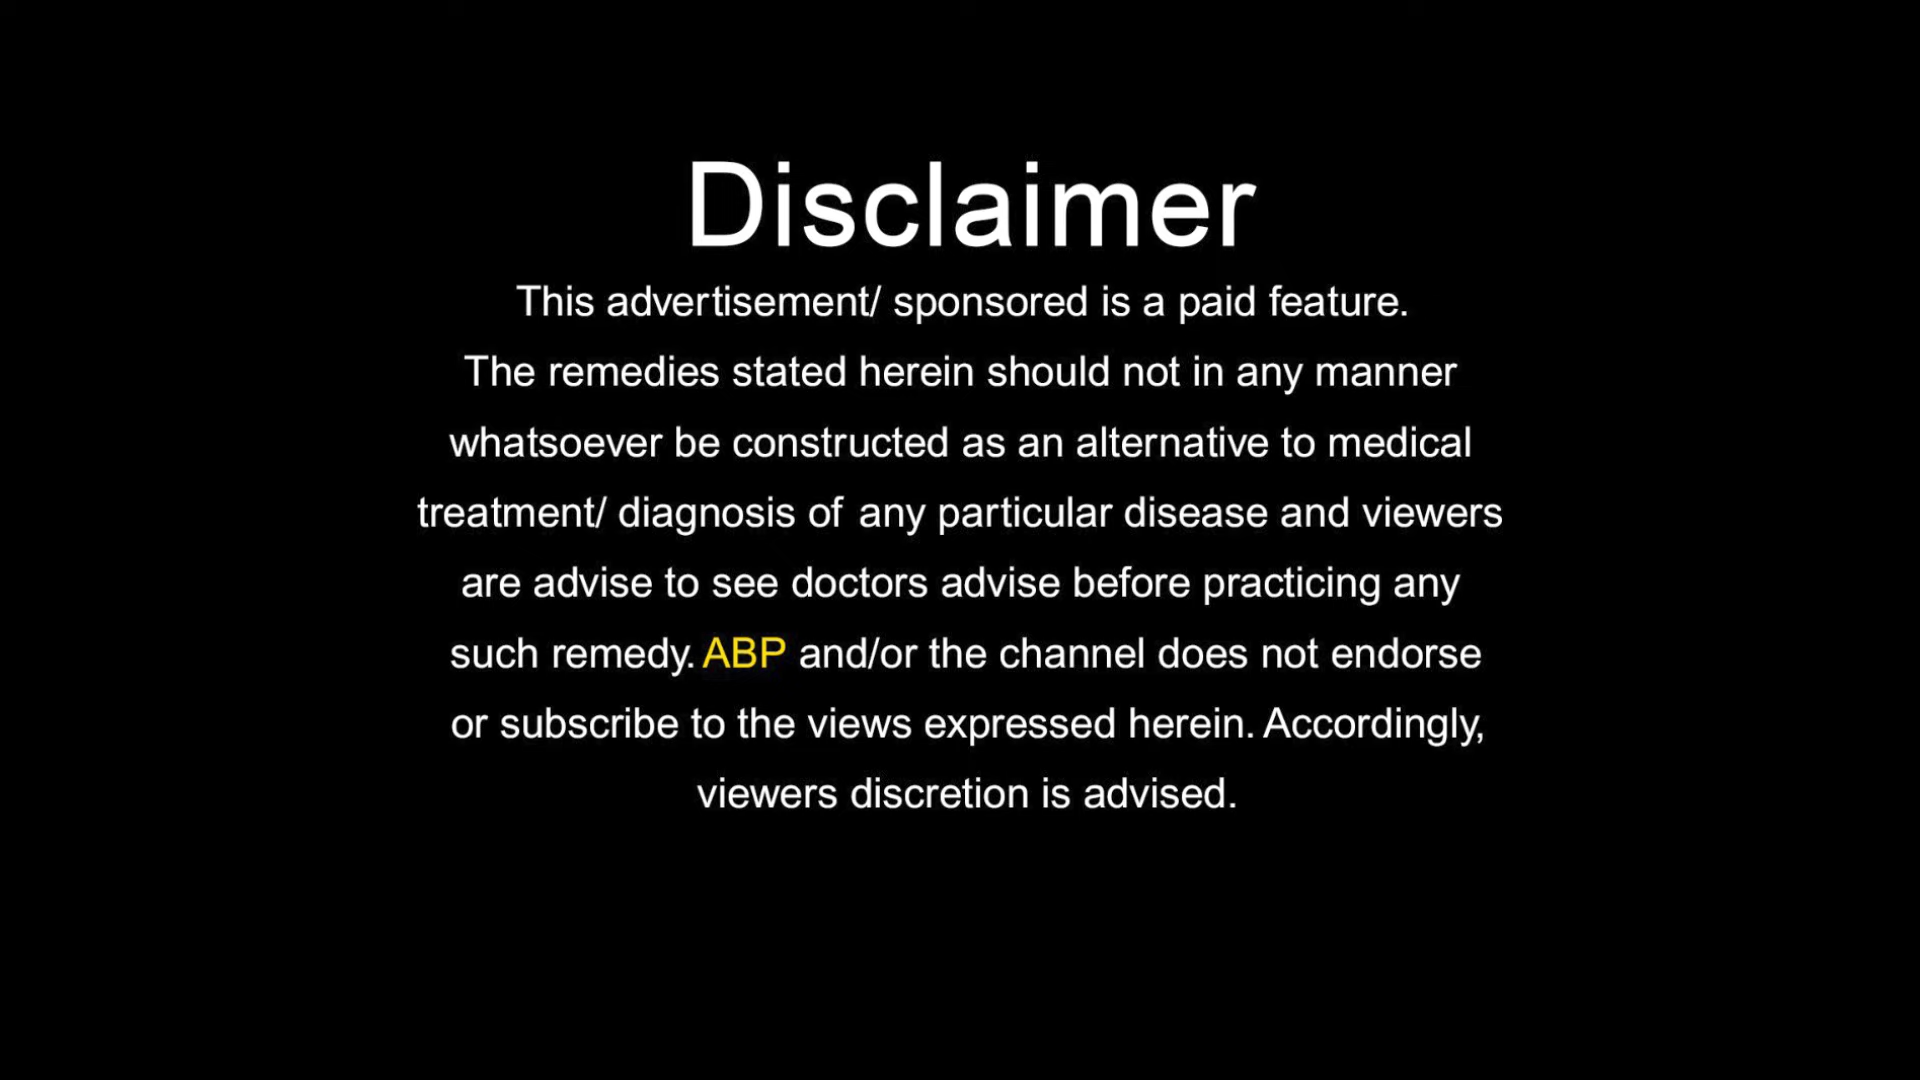 Disclaimer
This advertisement/ sponsored is a paid feature.
The remedies stated herein should not in any manner
whatsoever be constructed as an alternative to medical
treatment/ diagnosis of any particular disease and viewers
are advise to see doctors advise before practicing any
such remedy. ABP and/or the channel does not endorse
or subscribe to the views expressed herein. Accordingly,
viewers discretion is advised.